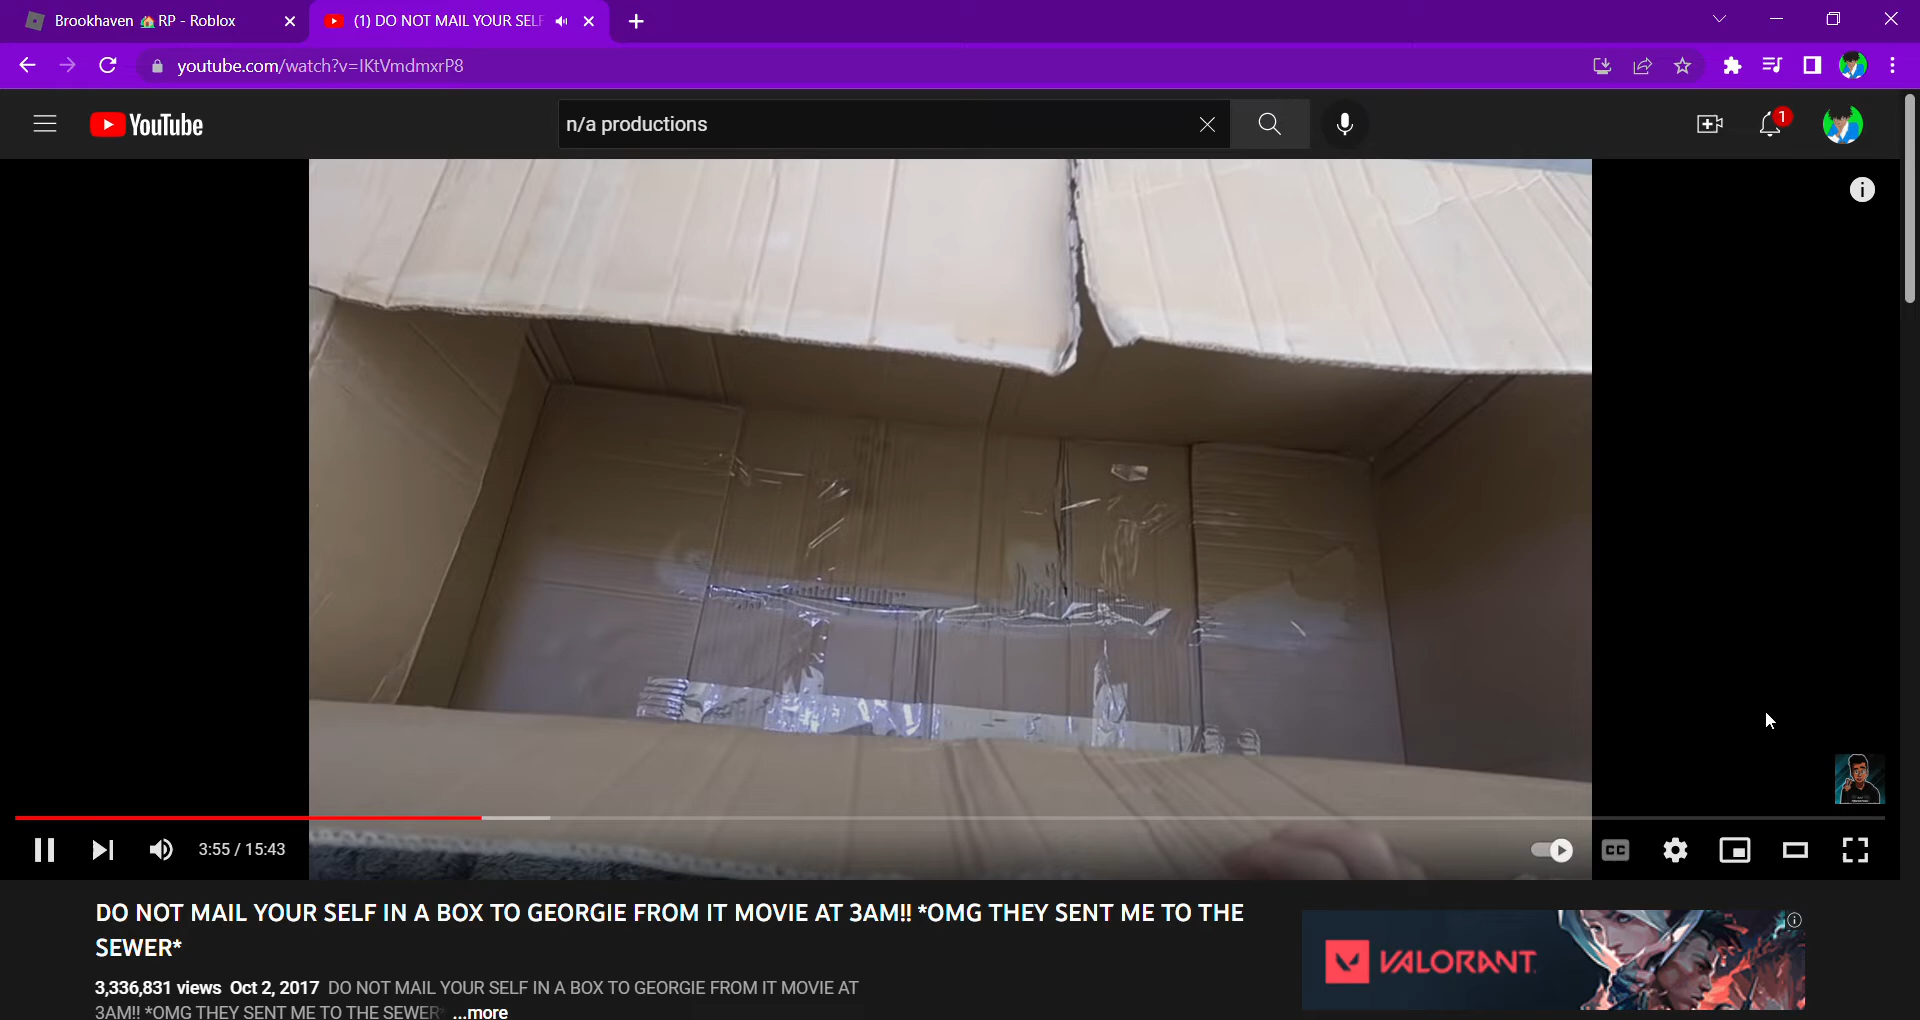 Brookhaven 🏠RP - Roblox
(1) DO NOT MAIL YOUR SELF
youtube.com/watch?v=IKtVmdmxrP8
YouTube
n/a productions
1
3:55 / 15:43
CC
DO NOT MAIL YOUR SELF IN A BOX TO GEORGIE FROM IT MOVIE AT 3AM!! *OMG THEY SENT ME TO THE
SEWER*
VALORANT
3,336,831 views Oct 2, 2017 DO NOT MAIL YOUR SELF IN A BOX TO GEORGIE FROM IT MOVIE AT
3AM!! *OMG THEY SENT ME TO THE SEWER* ...more